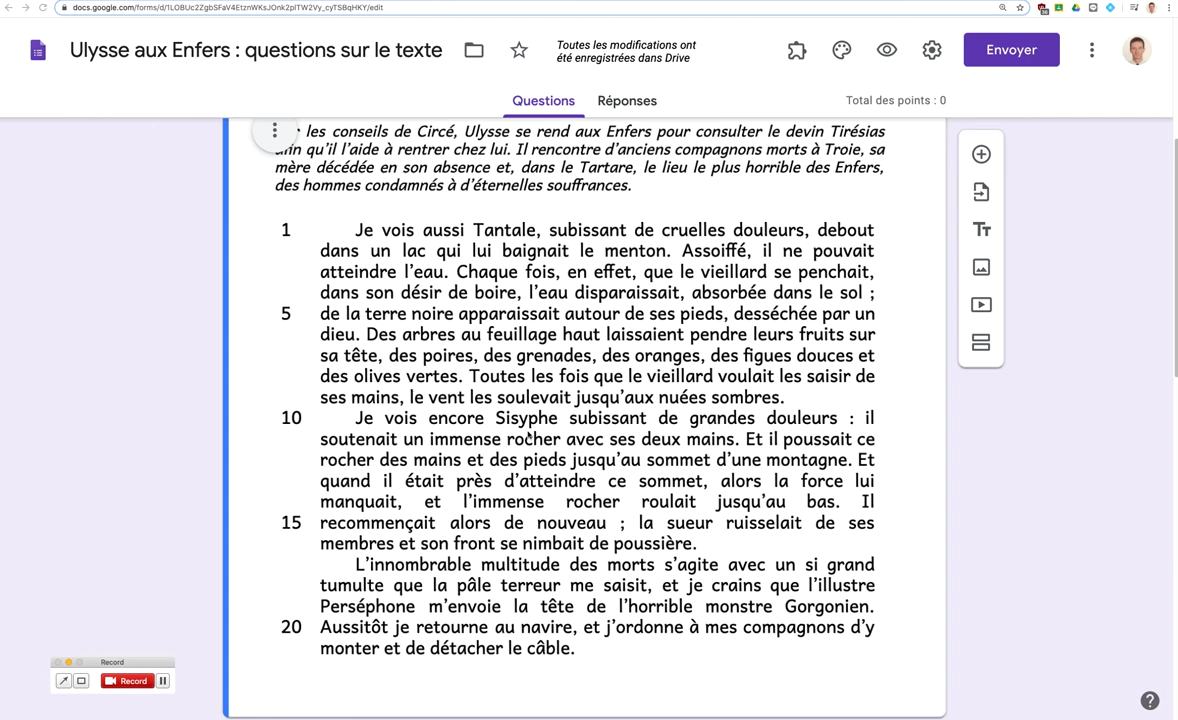 docs.google.com/forms/d/1LOBUc2ZgbSFaV4EtznWKsJOnk2plTW2Vy_cyTSBqHKY/edit
Ulysse aux Enfers : questions sur le texte
Toutes les modifications ont
été enregistrées dans Drive
Envoyer
Questions
Réponses
Total des points : 0
les conseils de Circé, Ulysse se rend aux Enfers pour consulter le devin Tirésias
afin qu'il l'aide à rentrer chez lui. Il rencontre d'anciens compagnons morts à Troie, sa
mère décédée en son absence et, dans le Tartare, le lieu le plus horrible des Enfers,
des hommes condamnés à d'éternelles souffrances.
1 Je vois aussi Tantale, subissant de cruelles douleurs, debout
dans un lac qui lui baignait le menton. Assoiffé, il ne pouvait
atteindre l'eau. Chaque fois, en effet, que le vieillard se penchait,
dans son désir de boire, l'eau disparaissait, absorbée dans le sol ;
5 de la terre noire apparaissait autour de ses pieds, desséchée par un
dieu. Des arbres au feuillage haut laissaient pendre leurs fruits sur
sa tête, des poires, des grenades, des oranges, des figues douces et
des olives vertes. Toutes les fois que le vieillard voulait les saisir de
ses mains, le vent les soulevait jusqu'aux nuées sombres.
10 Je vois encore Sisyphe subissant de grandes douleurs : il
soutenait un immense rocher avec ses deux mains. Et il poussait ce
rocher des mains et des pieds jusqu'au sommet d'une montagne. Et
quand il était près d'atteindre ce sommet, alors la force lui
manquait, et l'immense rocher roulait jusqu'au bas. Il
15 recommençait alors de nouveau ; la sueur ruisselait de ses
membres et son front se nimbait de poussière.
L'innombrable multitude des morts s'agite avec un si grand
tumulte que la pâle terreur me saisit, et je crains que l'illustre
Perséphone m'envoie la tête de l'horrible monstre Gorgonien.
20 Aussitôt je retourne au navire, et j'ordonne à mes compagnons d'y
monter et de détacher le câble.
Record
Record